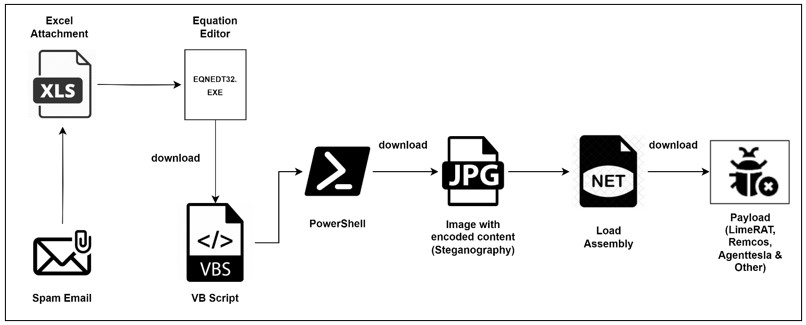 Excel
Attachment
Equation
Editor
XLS
EQNEDT32.
EXE
download
download
download
JPG
NET
</>
VBS
PowerShell
Image with
encoded content
(Steganography)
Load
Assembly
Payload
(LimeRAT,
Remcos,
Agenttesla &
Other)
Spam Email
VB Script